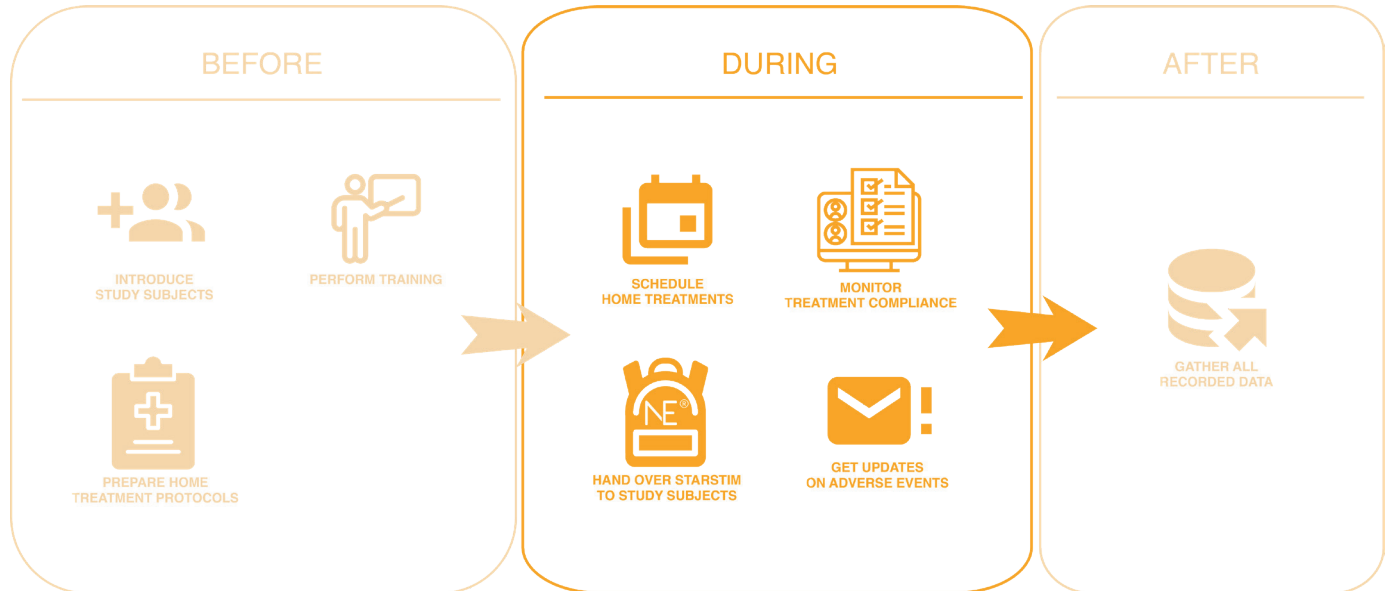 BEFORE
INTRODUCE
STUDY SUBJECTS
PERFORM TRAINING
PREPARE HOME
TREATMENT PROTOCOLS
DURING
SCHEDULE
HOME TREATMENTS
MONITOR
TREATMENT COMPLIANCE
NE®
HAND OVER STARSTIM
TO STUDY SUBJECTS
GET UPDATES
ON ADVERSE EVENTS
AFTER
GATHER ALL
RECORDED DATA